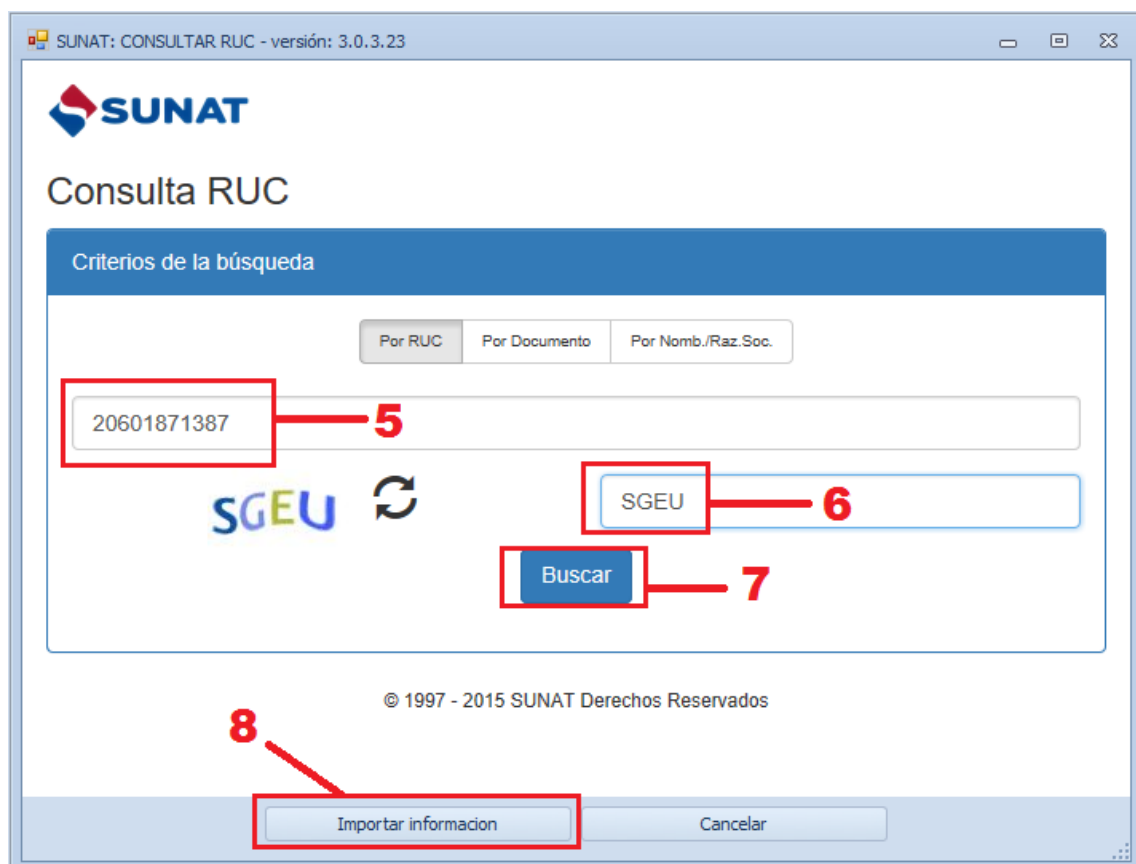 SUNAT: CONSULTAR RUC - versión: 3.0.3.23
SUNAT
Consulta RUC
Criterios de la búsqueda
Por RUC Por Documento Por Nomb./Raz.Soc.
20601871387 5
SGEU SGEU 6
Buscar 7
© 1997 - 2015 SUNAT Derechos Reservados
8
Importar informacion Cancelar